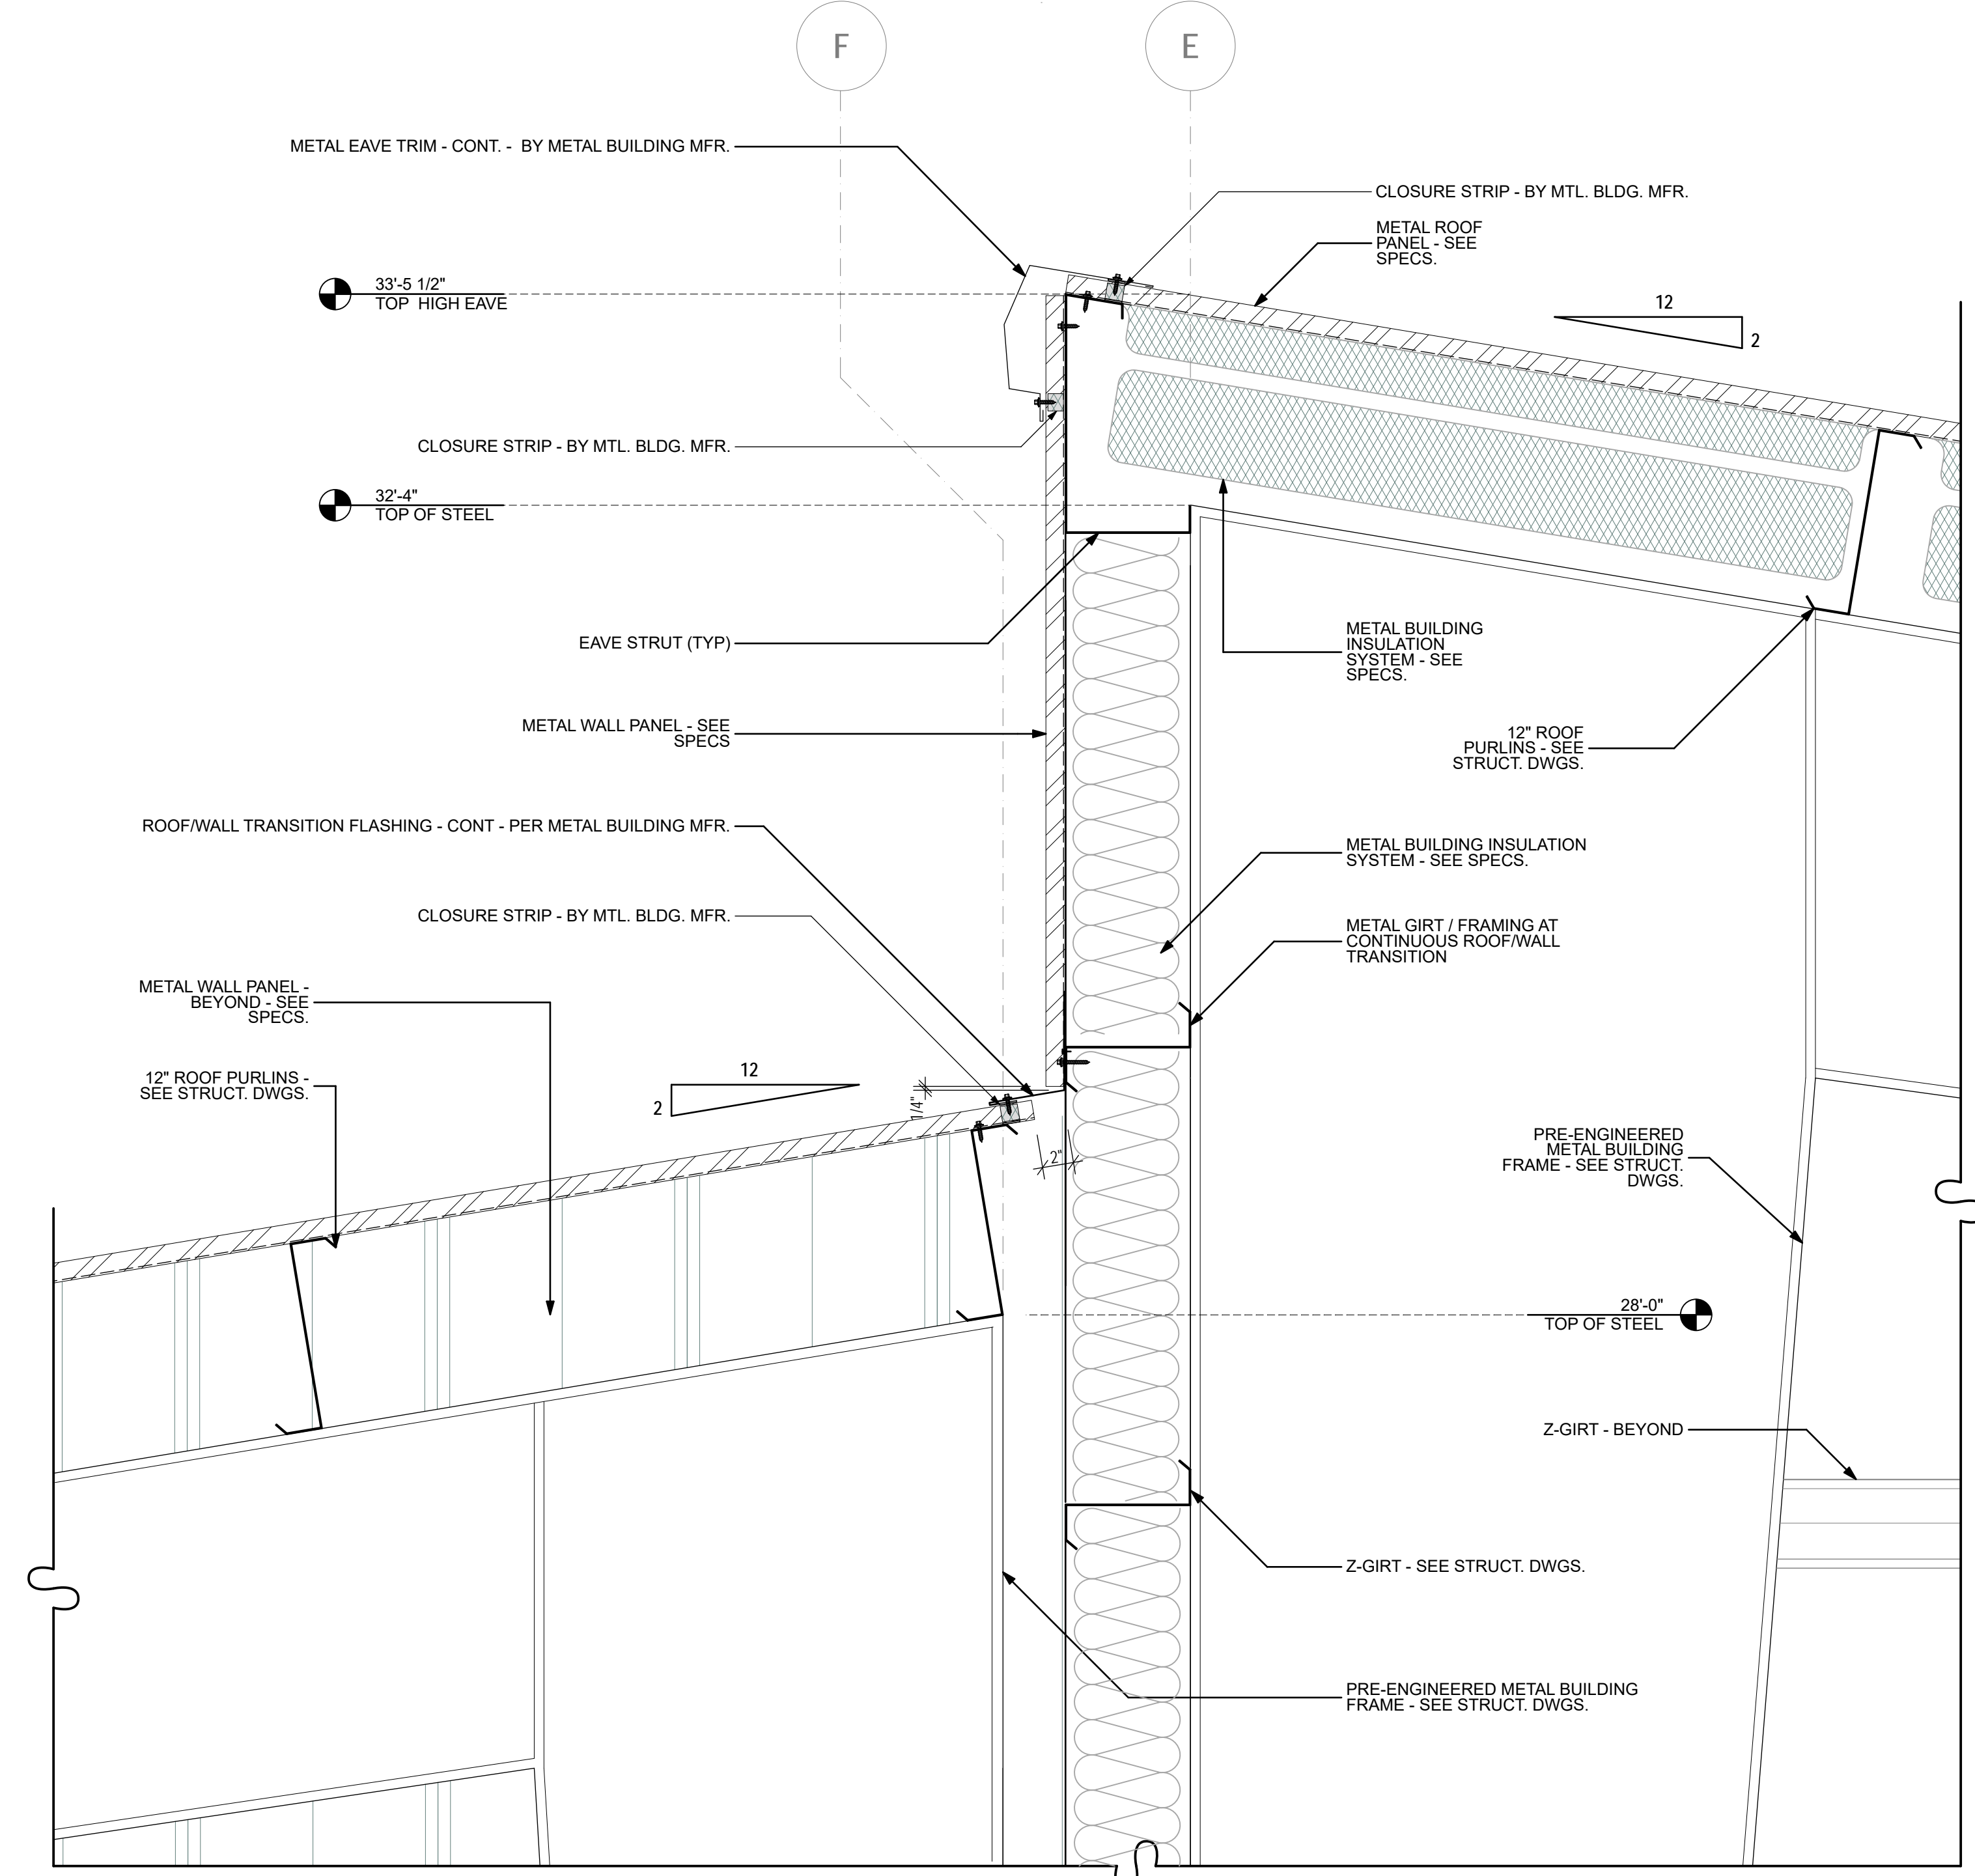 F
E
METAL EAVE TRIM - CONT. - BY METAL BUILDING MFR.
CLOSURE STRIP - BY MTL. BLDG. MFR.
METAL ROOF
PANEL - SEE
SPECS.
33'-5 1/2"
TOP HIGH EAVE
12
2
CLOSURE STRIP - BY MTL. BLDG. MFR.
32'-4"
TOP OF STEEL
EAVE STRUT (TYP)
METAL BUILDING
INSULATION
SYSTEM - SEE
SPECS.
METAL WALL PANEL - SEE
SPECS
12" ROOF
PURLINS - SEE
STRUCT. DWGS.
ROOF/WALL TRANSITION FLASHING - CONT - PER METAL BUILDING MFR.
METAL BUILDING INSULATION
SYSTEM - SEE SPECS.
CLOSURE STRIP - BY MTL. BLDG. MFR.
METAL GIRT / FRAMING AT
CONTINUOUS ROOF/WALL
TRANSITION
METAL WALL PANEL -
BEYOND - SEE
SPECS.
12" ROOF PURLINS -
SEE STRUCT. DWGS.
12
2
1/4"
2"
PRE-ENGINEERED
METAL BUILDING
FRAME - SEE STRUCT.
DWGS.
28'-0"
TOP OF STEEL
Z-GIRT - BEYOND
Z-GIRT - SEE STRUCT. DWGS.
PRE-ENGINEERED METAL BUILDING
FRAME - SEE STRUCT. DWGS.